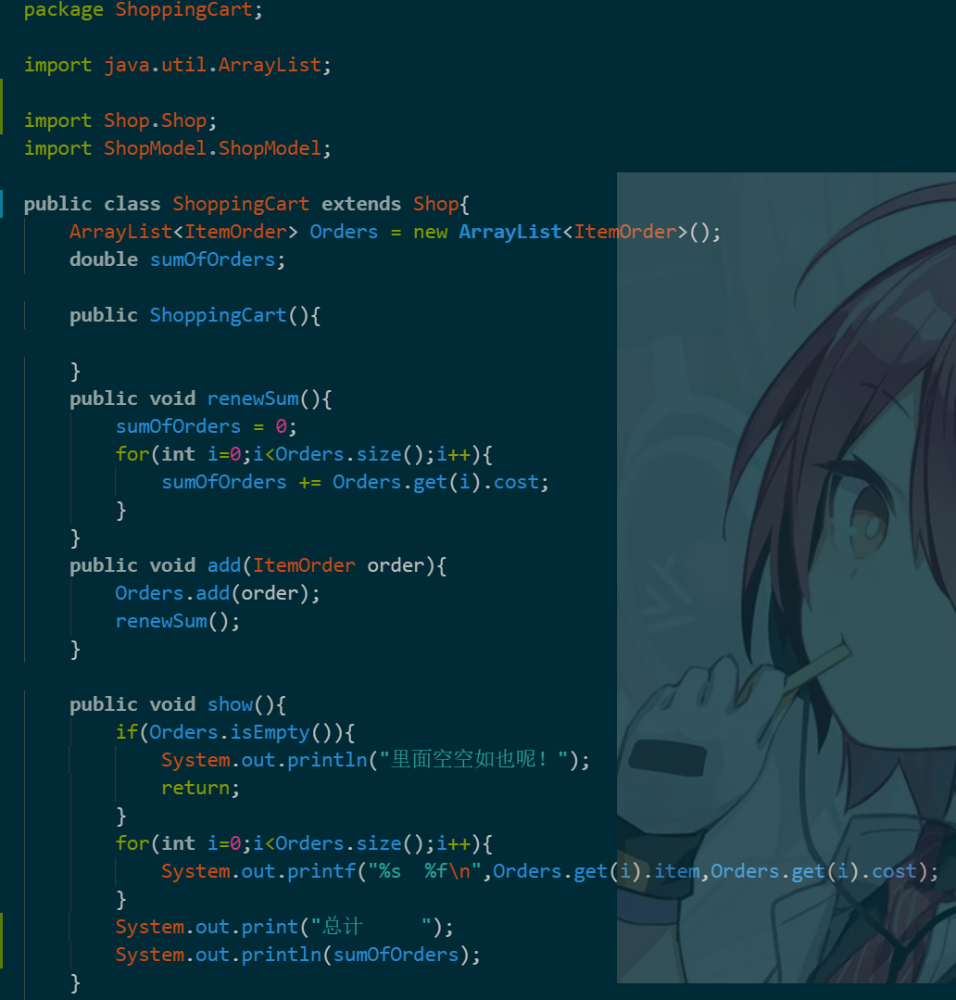 package ShoppingCart;
import java.util.ArrayList;
import Shop.Shop;
import ShopModel.ShopModel;
public class ShoppingCart extends Shop{
ArrayList<ItemOrder> Orders = new ArrayList<ItemOrder>();
double sumOfOrders;
public ShoppingCart(){
}
public void renewSum(){
sumOfOrders = 0;
for(int i=0;i<Orders.size();i++){
sumOfOrders += Orders.get(i).cost;
}
}
public void add(ItemOrder order){
Orders.add(order);
renewSum();
}
public void show(){
if(Orders.isEmpty()){
System.out.println("里面空空如也呢！");
return;
}
for(int i=0;i<Orders.size();i++){
System.out.printf("%s  %f\n",Orders.get(i).item,Orders.get(i).cost);
}
System.out.print("总计     ");
System.out.println(sumOfOrders);
}